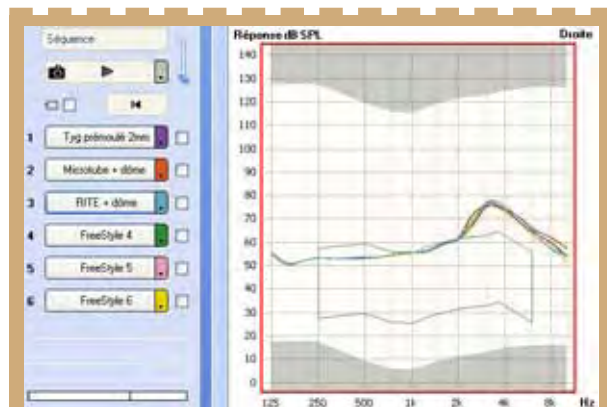 Séquence
1 Tyg prémoulé 2mm
2 Microtube + dôme
3 RITE + dôme
4 FreeStyle 4
5 FreeStyle 5
6 FreeStyle 6
Réponse dB SPL Droite
140
130
120
110
100
90
80
70
60
50
40
30
20
10
0
125 250 500 1k 2k 4k 8k Hz